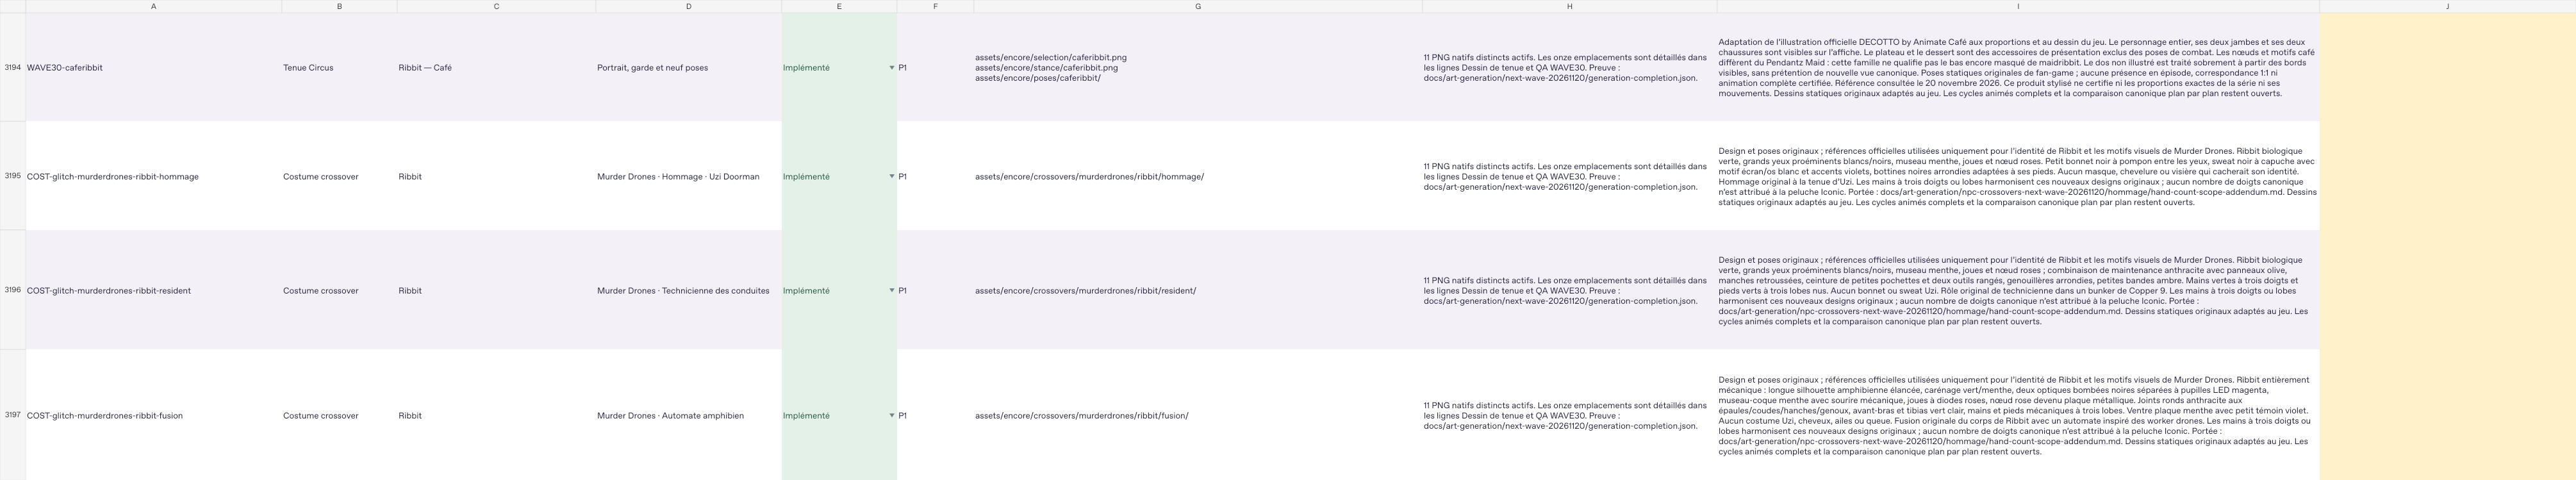 A B C D E F G H I J
3194
WAVE30-caferibbit
Tenue Circus
Ribbit — Café
Portrait, garde et neuf poses
Implémenté
P1
assets/encore/selection/caferibbit.png
assets/encore/stance/caferibbit.png
assets/encore/poses/caferibbit/
11 PNG natifs distincts actifs. Les onze emplacements sont détaillés dans
les lignes Dessin de tenue et QA WAVE30. Preuve :
docs/art-generation/next-wave-20261120/generation-completion.json.
Adaptation de l’illustration officielle DECOTTO by Animate Café aux proportions et au dessin du jeu. Le personnage entier, ses deux jambes et ses deux
chaussures sont visibles sur l’affiche. Le plateau et le dessert sont des accessoires de présentation exclus des poses de combat. Les nœuds et motifs café
diffèrent du Pendantz Maid : cette famille ne qualifie pas le bas encore masqué de maidribbit. Le dos non illustré est traité sobrement à partir des bords
visibles, sans prétention de nouvelle vue canonique. Poses statiques originales de fan-game ; aucune présence en épisode, correspondance 1:1 ni
animation complète certifiée. Référence consultée le 20 novembre 2026. Ce produit stylisé ne certifie ni les proportions exactes de la série ni ses
mouvements. Dessins statiques originaux adaptés au jeu. Les cycles animés complets et la comparaison canonique plan par plan restent ouverts.
3195
COST-glitch-murderdrones-ribbit-hommage
Costume crossover
Ribbit
Murder Drones · Hommage · Uzi Doorman
Implémenté
P1
assets/encore/crossovers/murderdrones/ribbit/hommage/
11 PNG natifs distincts actifs. Les onze emplacements sont détaillés dans
les lignes Dessin de tenue et QA WAVE30. Preuve :
docs/art-generation/next-wave-20261120/generation-completion.json.
Design et poses originaux ; références officielles utilisées uniquement pour l’identité de Ribbit et les motifs visuels de Murder Drones. Ribbit biologique
verte, grands yeux proéminents blancs/noirs, museau menthe, joues et nœud roses. Petit bonnet noir à pompon entre les yeux, sweat noir à capuche avec
motif écran/os blanc et accents violets, bottines noires arrondies adaptées à ses pieds. Aucun masque, chevelure ou visière qui cacherait son identité.
Hommage original à la tenue d’Uzi. Les mains à trois doigts ou lobes harmonisent ces nouveaux designs originaux ; aucun nombre de doigts canonique
n’est attribué à la peluche Iconic. Portée : docs/art-generation/npc-crossovers-next-wave-20261120/hommage/hand-count-scope-addendum.md. Dessins
statiques originaux adaptés au jeu. Les cycles animés complets et la comparaison canonique plan par plan restent ouverts.
3196
COST-glitch-murderdrones-ribbit-resident
Costume crossover
Ribbit
Murder Drones · Technicienne des conduites
Implémenté
P1
assets/encore/crossovers/murderdrones/ribbit/resident/
11 PNG natifs distincts actifs. Les onze emplacements sont détaillés dans
les lignes Dessin de tenue et QA WAVE30. Preuve :
docs/art-generation/next-wave-20261120/generation-completion.json.
Design et poses originaux ; références officielles utilisées uniquement pour l’identité de Ribbit et les motifs visuels de Murder Drones. Ribbit biologique
verte, grands yeux proéminents blancs/noirs, museau menthe, joues et nœud roses ; combinaison de maintenance anthracite avec panneaux olive,
manches retroussées, ceinture de petites pochettes et deux outils rangés, genouillères arrondies, petites bandes ambre. Mains vertes à trois doigts et
pieds verts à trois lobes nus. Aucun bonnet ou sweat Uzi. Rôle original de technicienne dans un bunker de Copper 9. Les mains à trois doigts ou lobes
harmonisent ces nouveaux designs originaux ; aucun nombre de doigts canonique n’est attribué à la peluche Iconic. Portée :
docs/art-generation/npc-crossovers-next-wave-20261120/hommage/hand-count-scope-addendum.md. Dessins statiques originaux adaptés au jeu. Les
cycles animés complets et la comparaison canonique plan par plan restent ouverts.
3197
COST-glitch-murderdrones-ribbit-fusion
Costume crossover
Ribbit
Murder Drones · Automate amphibien
Implémenté
P1
assets/encore/crossovers/murderdrones/ribbit/fusion/
11 PNG natifs distincts actifs. Les onze emplacements sont détaillés dans
les lignes Dessin de tenue et QA WAVE30. Preuve :
docs/art-generation/next-wave-20261120/generation-completion.json.
Design et poses originaux ; références officielles utilisées uniquement pour l’identité de Ribbit et les motifs visuels de Murder Drones. Ribbit entièrement
mécanique : longue silhouette amphibienne élancée, carénage vert/menthe, deux optiques bombées noires séparées à pupilles LED magenta,
museau-coque menthe avec sourire mécanique, joues à diodes roses, nœud rose devenu plaque métallique. Joints ronds anthracite aux
épaules/coudes/hanches/genoux, avant-bras et tibias vert clair, mains et pieds mécaniques à trois lobes. Ventre plaque menthe avec petit témoin violet.
Aucun costume Uzi, cheveux, ailes ou queue. Fusion originale du corps de Ribbit avec un automate inspiré des worker drones. Les mains à trois doigts ou
lobes harmonisent ces nouveaux designs originaux ; aucun nombre de doigts canonique n’est attribué à la peluche Iconic. Portée :
docs/art-generation/npc-crossovers-next-wave-20261120/hommage/hand-count-scope-addendum.md. Dessins statiques originaux adaptés au jeu. Les
cycles animés complets et la comparaison canonique plan par plan restent ouverts.